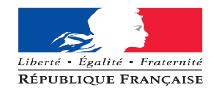 Liberté • Égalité • Fraternité
RÉPUBLIQUE FRANÇAISE